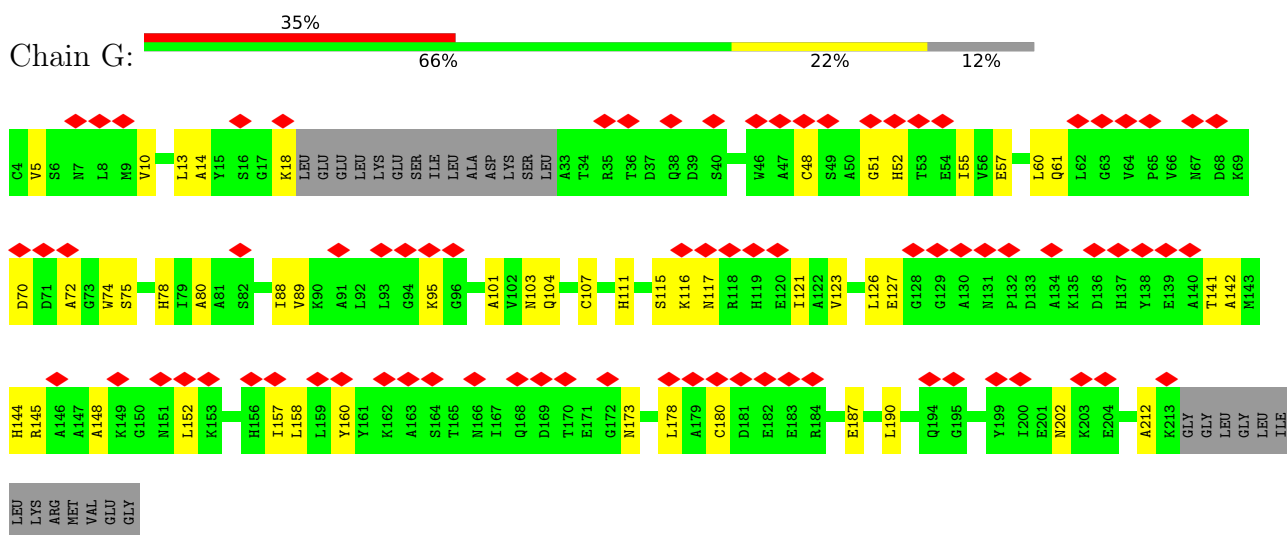 35%
Chain G:
66% 22% 12%
C4 V5 S6 N7 L8 M9 V10 L13 A14 Y15 S16 G17 K18 LEU GLU GLU LEU LYS GLU SER ILE LEU ALA ASP LYS SER LEU A33 T34 R35 T36 D37 Q38 D39 S40 W46 A47 C48 S49 A50 G51 H52 T53 E54 I55 V56 E57 L60 Q61 L62 G63 V64 P65 V66 N67 D68 K69
D70 D71 A72 G73 W74 S75 H78 I79 A80 A81 S82 I88 V89 K90 A91 L92 L93 G94 K95 G96 A101 V102 N103 Q104 C107 H111 S115 K116 N117 R118 H119 E120 I121 A122 V123 L126 E127 G128 G129 A130 N131 P132 D133 A134 K135 D136 H137 Y138 E139 A140 T141 A142 M143
H144 R145 A146 A147 A148 K149 G150 N151 L152 K153 H156 I157 L158 L159 Y160 Y161 K162 A163 S164 T165 N166 I167 Q168 D169 T170 E171 G172 N173 L178 A179 C180 D181 E182 E183 R184 E187 L190 Q194 G195 Y199 I200 E201 N202 K203 E204 A212 K213 GLY GLY LEU GLY LEU ILE
LEU LYS ARG MET VAL GLU GLY